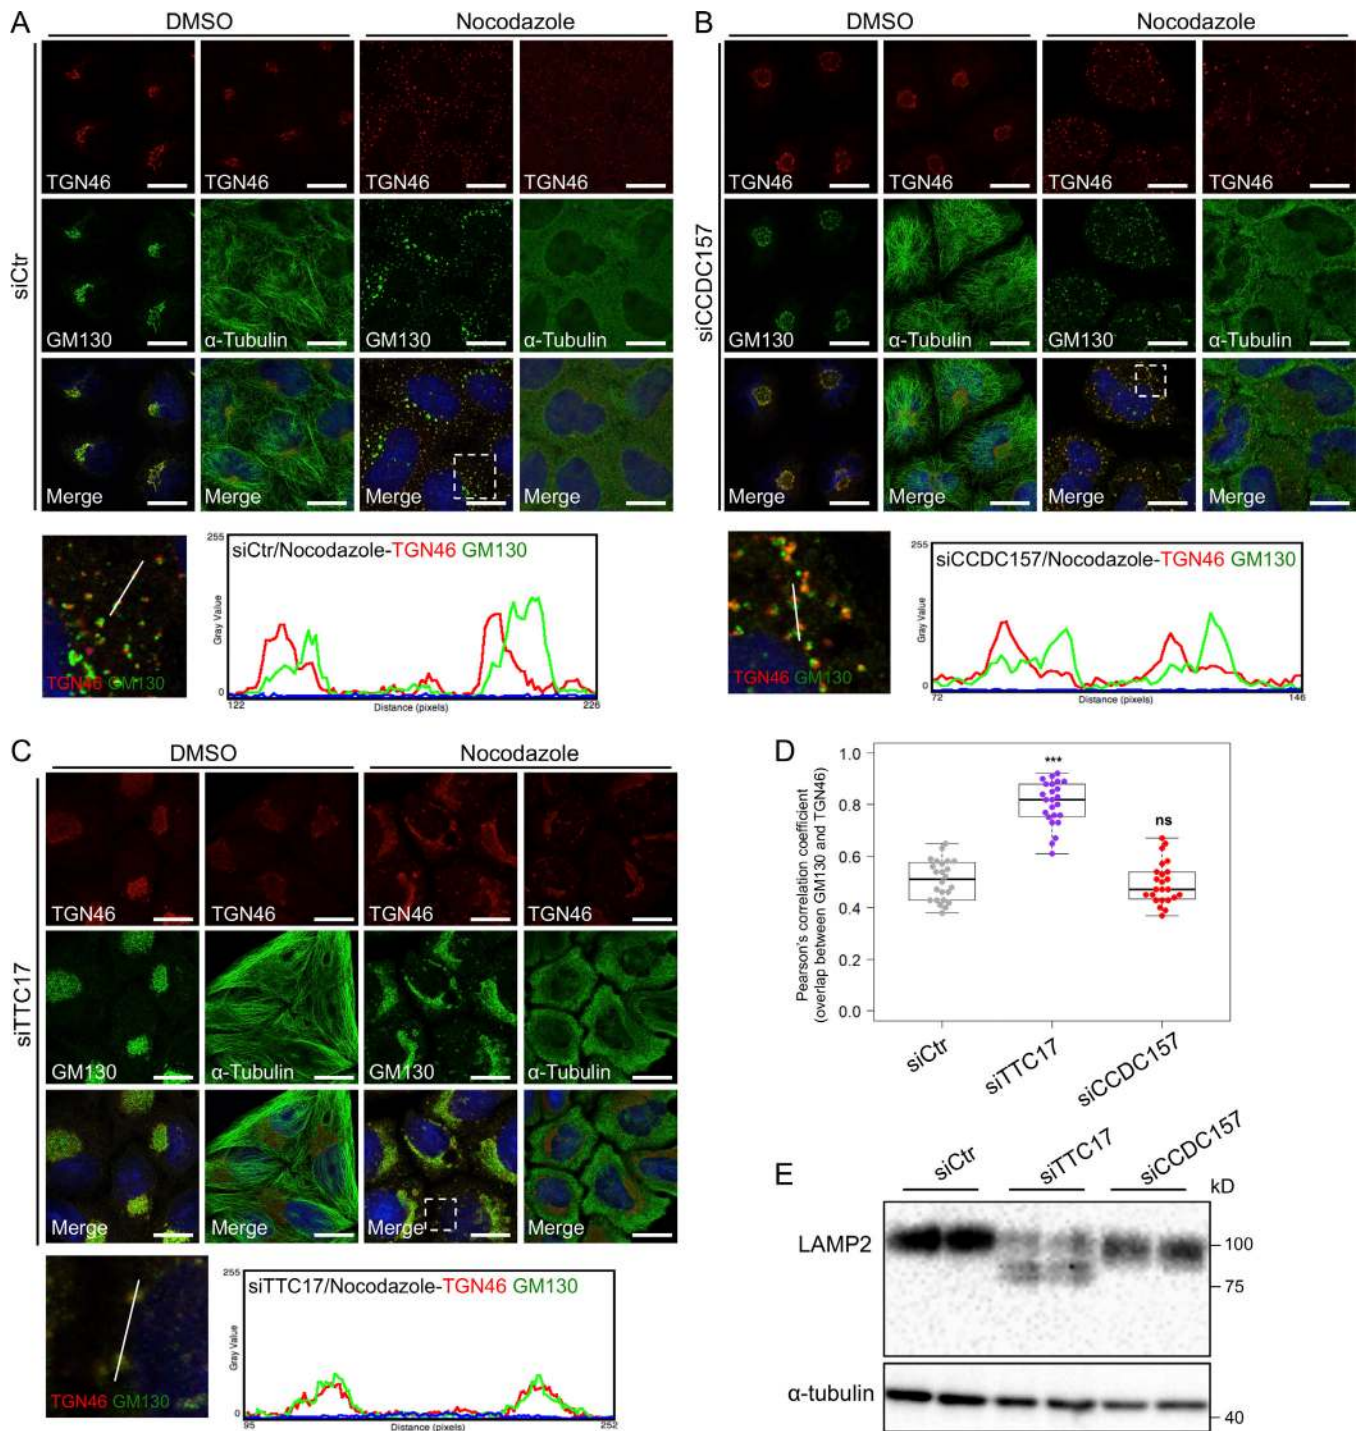 A
DMSO
Nocodazole
siCtr
TGN46
TGN46
TGN46
TGN46
GM130
α-Tubulin
GM130
α-Tubulin
Merge
Merge
Merge
Merge
TGN46 GM130
siCtr/Nocodazole-TGN46 GM130
255
Gray Value
0
122
Distance (pixels)
226
B
DMSO
Nocodazole
siCCDC157
TGN46
TGN46
TGN46
TGN46
GM130
α-Tubulin
GM130
α-Tubulin
Merge
Merge
Merge
Merge
TGN46 GM130
siCCDC157/Nocodazole-TGN46 GM130
255
Gray Value
0
72
Distance (pixels)
146
C
DMSO
Nocodazole
siTTC17
TGN46
TGN46
TGN46
TGN46
GM130
α-Tubulin
GM130
α-Tubulin
Merge
Merge
Merge
Merge
TGN46 GM130
siTTC17/Nocodazole-TGN46 GM130
255
Gray Value
0
95
Distance (pixels)
252
D
Pearson's correlation coefficient
(overlap between GM130 and TGN46)
1.0
0.8
0.6
0.4
0.2
0.0
***
ns
siCtr
siTTC17
siCCDC157
E
siCtr
siTTC17
siCCDC157
kD
LAMP2
100
75
α-tubulin
40